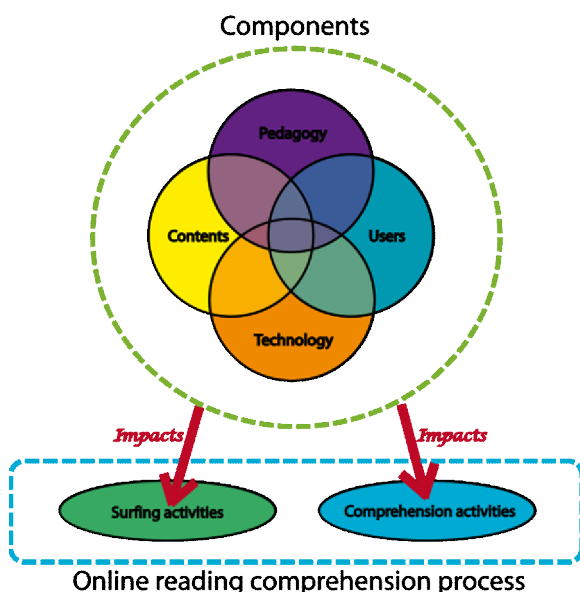 Components
Pedagogy
Contents
Users
Technology
Impacts
Impacts
Surfing activities
Comprehension activities
Online reading comprehension process